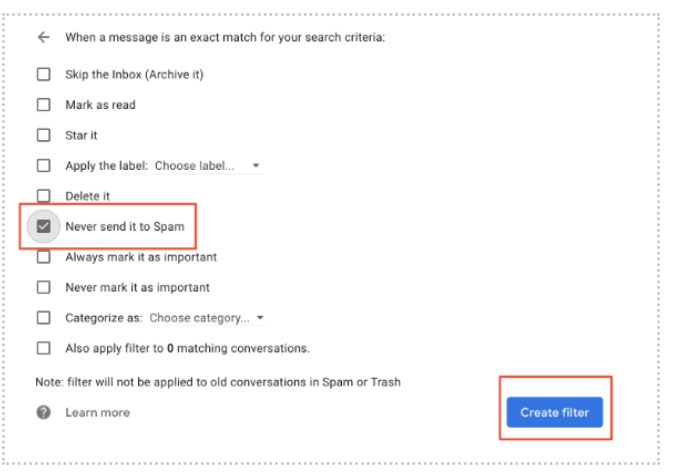 When a message is an exact match for your search criteria:
Skip the Inbox (Archive it)
Mark as read
Star it
Apply the label: Choose label...
Delete it
Never send it to Spam
Always mark it as important
Never mark it as important
Categorize as: Choose category...
Also apply filter to 0 matching conversations.
Note: filter will not be applied to old conversations in Spam or Trash
Learn more
Create filter